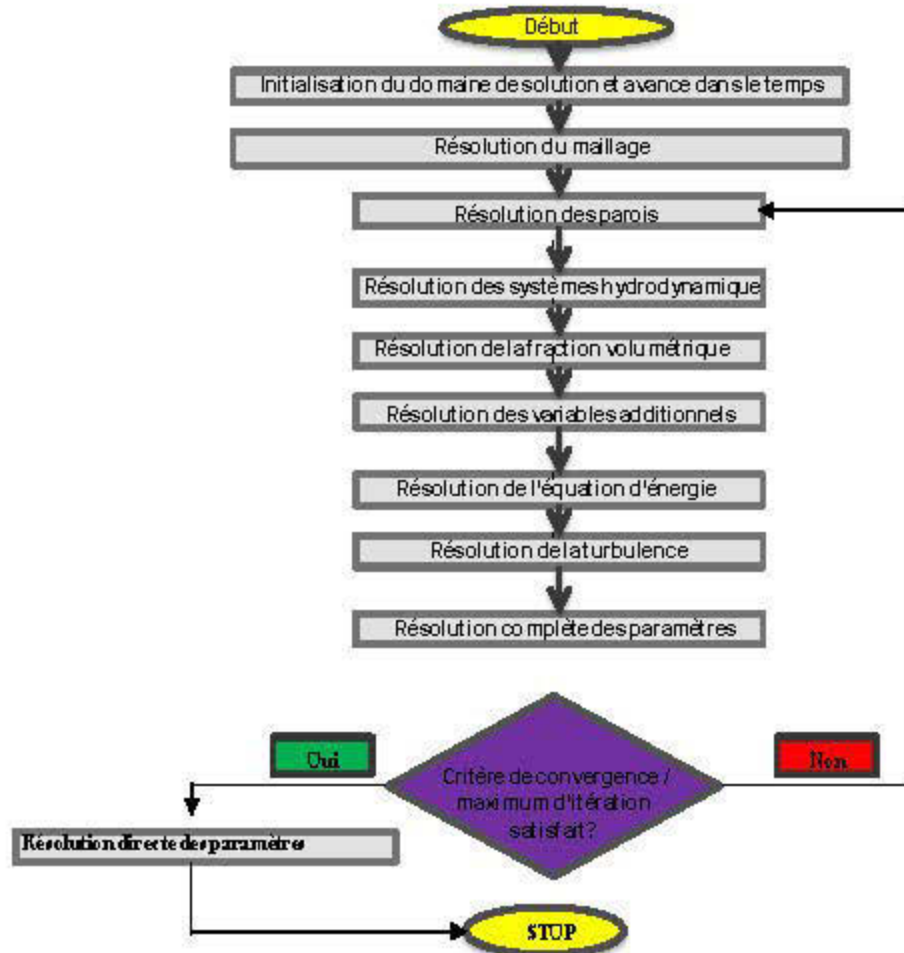 Début
Initialisation du domaine de solution et avance dans le temps
Résolution du maillage
Résolution des parois
Résolution des systèmes hydrodynamique
Résolution de la fraction volumétrique
Résolution des variables additionnels
Résolution de l'équation d'énergie
Résolution de la turbulence
Résolution complète des paramètres
Oui
Non
Critère de convergence /
maximum d'itération
satisfait?
Résolution directe des paramètres
STOP